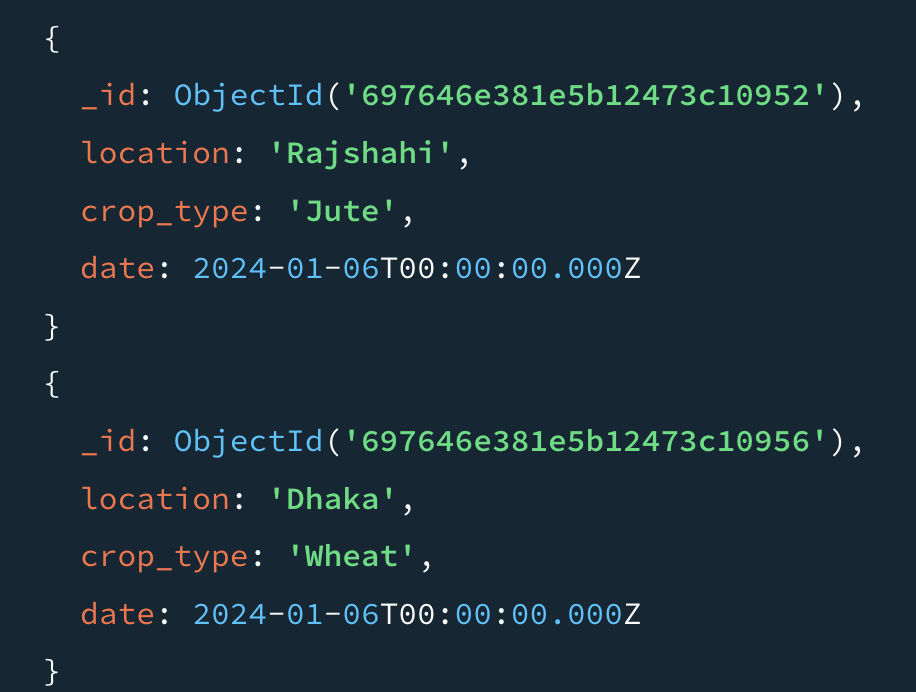 {
_id: ObjectId('697646e381e5b12473c10952'),
location: 'Rajshahi',
crop_type: 'Jute',
date: 2024-01-06T00:00:00.000Z
}
{
_id: ObjectId('697646e381e5b12473c10956'),
location: 'Dhaka',
crop_type: 'Wheat',
date: 2024-01-06T00:00:00.000Z
}